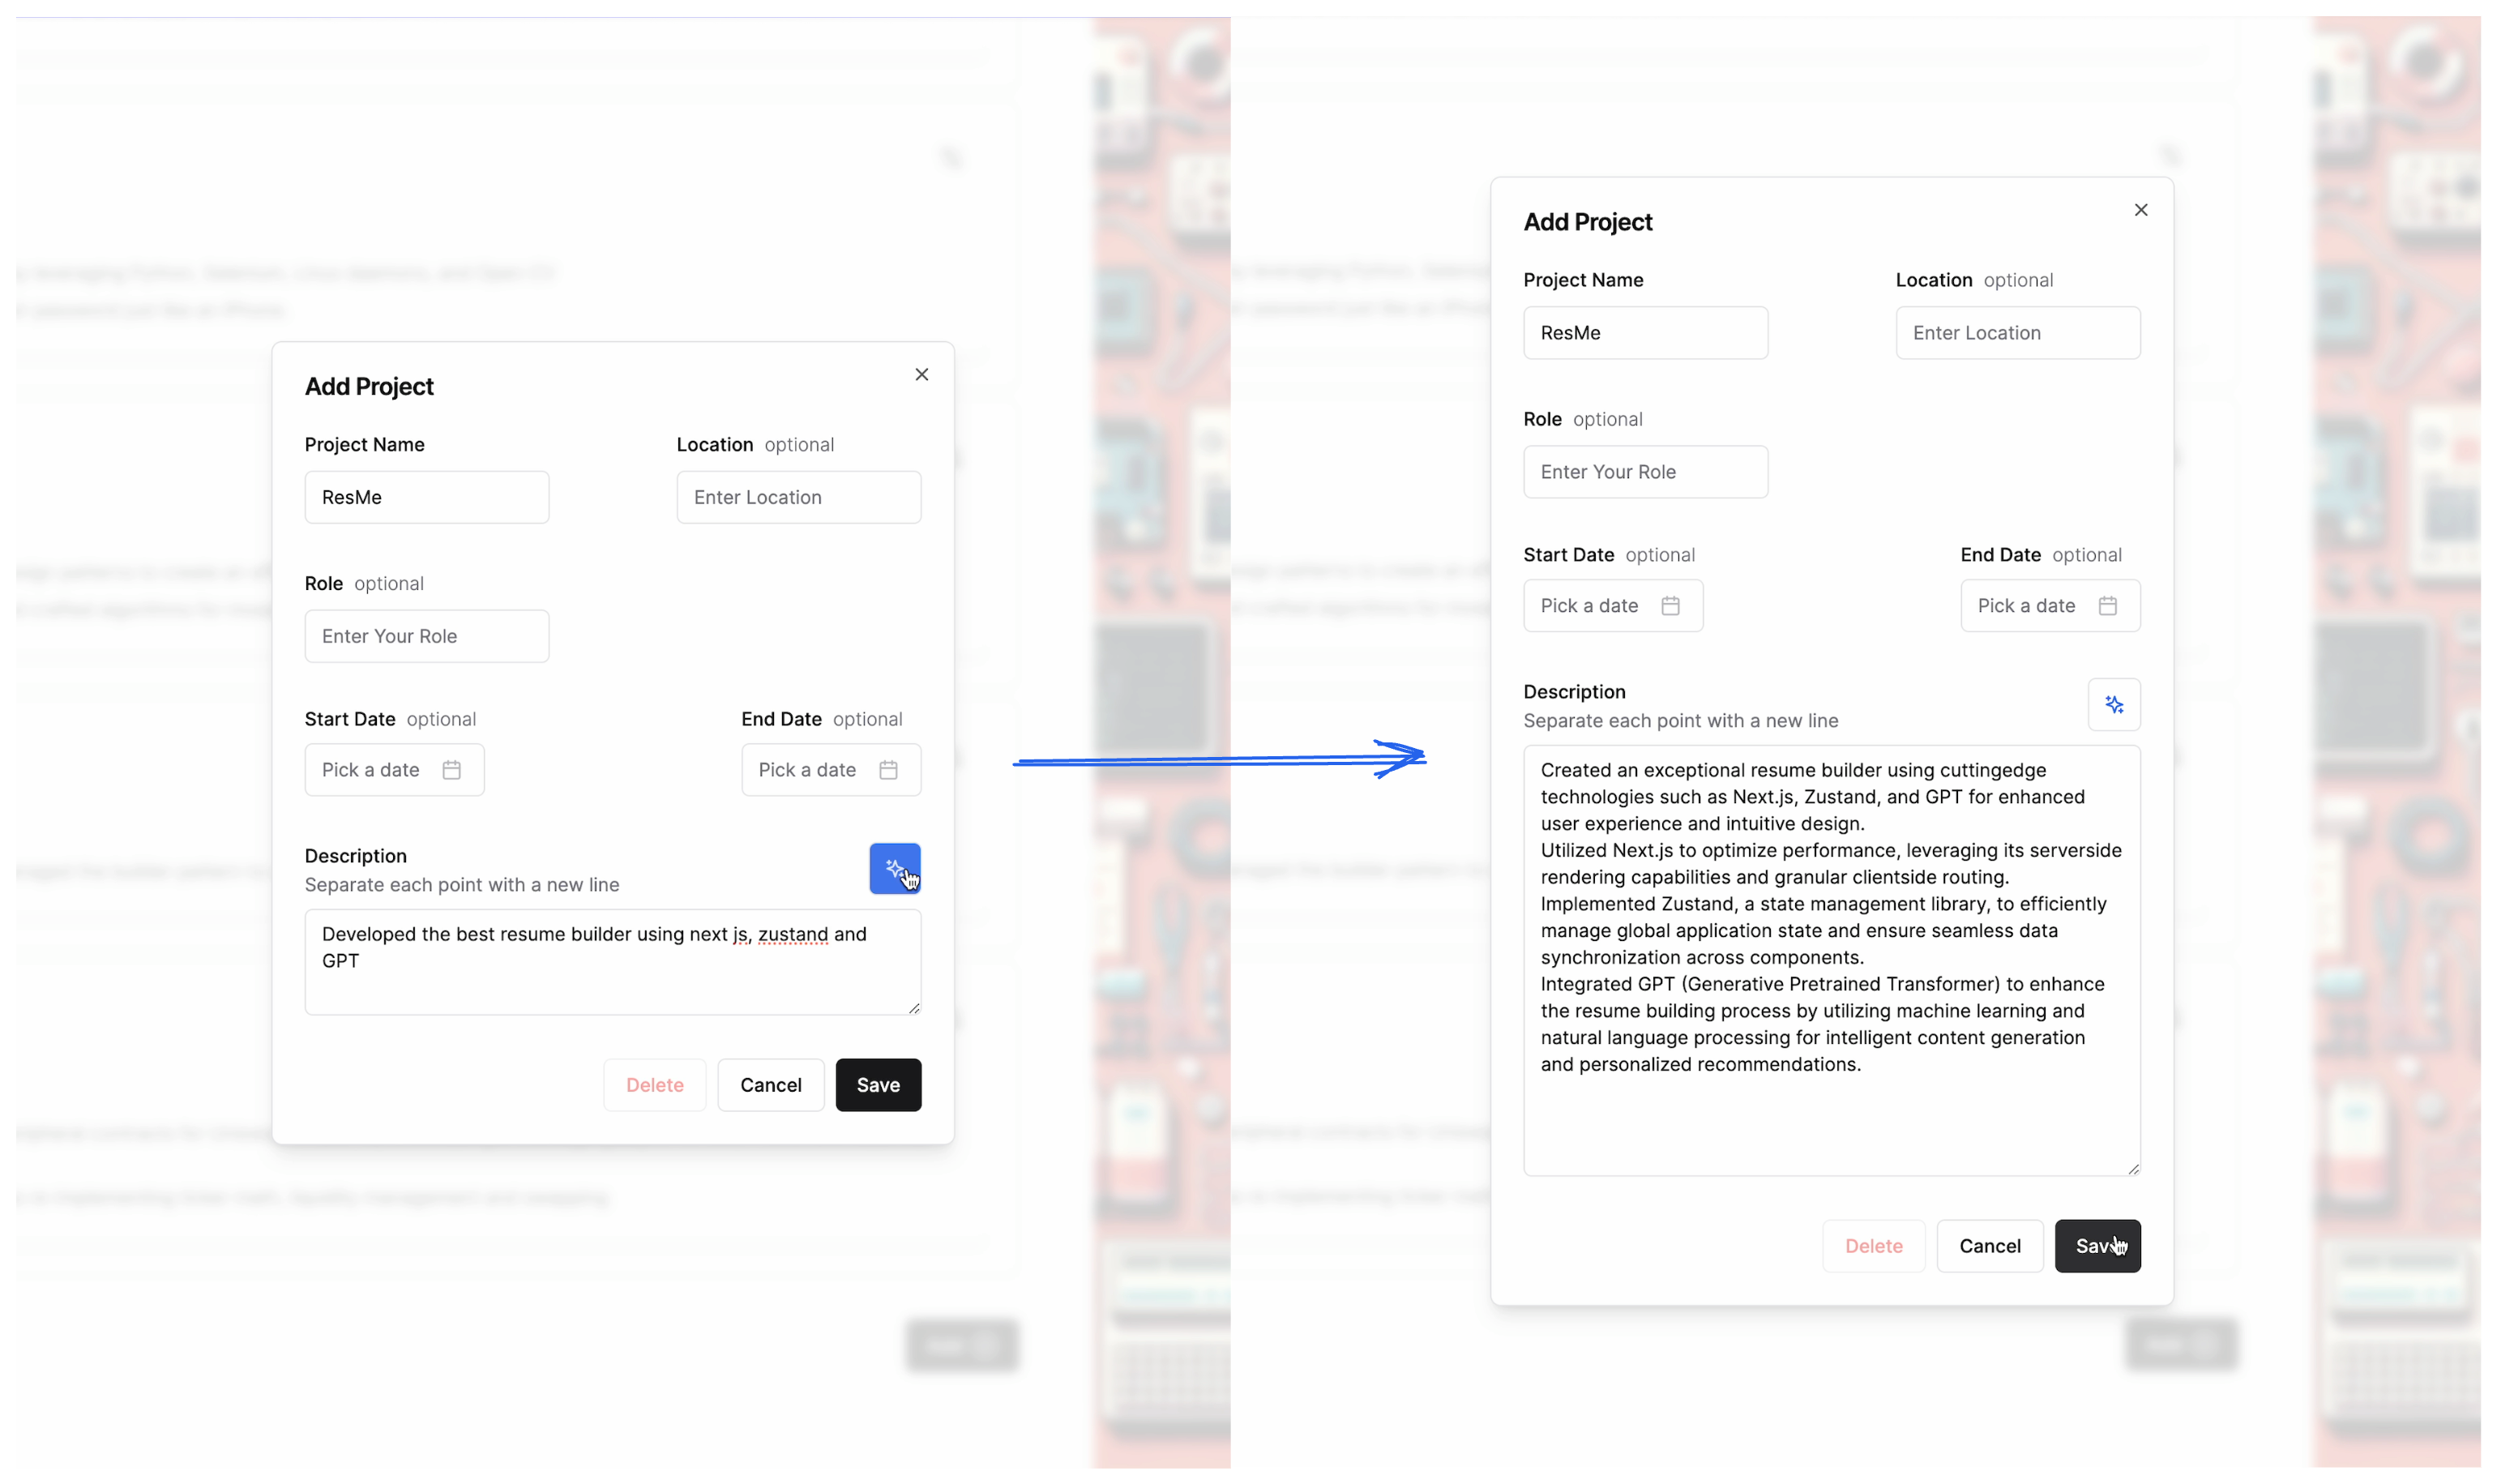 Add Project
Project Name
Location optional
ResMe
Enter Location
Role optional
Enter Your Role
Start Date optional
End Date optional
Pick a date
Pick a date
Description
Separate each point with a new line
Developed the best resume builder using next js, zustand and
GPT
Delete
Cancel
Save
Add Project
Project Name
Location optional
ResMe
Enter Location
Role optional
Enter Your Role
Start Date optional
End Date optional
Pick a date
Pick a date
Description
Separate each point with a new line
Created an exceptional resume builder using cuttingedge
technologies such as Next.js, Zustand, and GPT for enhanced
user experience and intuitive design.
Utilized Next.js to optimize performance, leveraging its serverside
rendering capabilities and granular clientside routing.
Implemented Zustand, a state management library, to efficiently
manage global application state and ensure seamless data
synchronization across components.
Integrated GPT (Generative Pretrained Transformer) to enhance
the resume building process by utilizing machine learning and
natural language processing for intelligent content generation
and personalized recommendations.
Delete
Cancel
Save